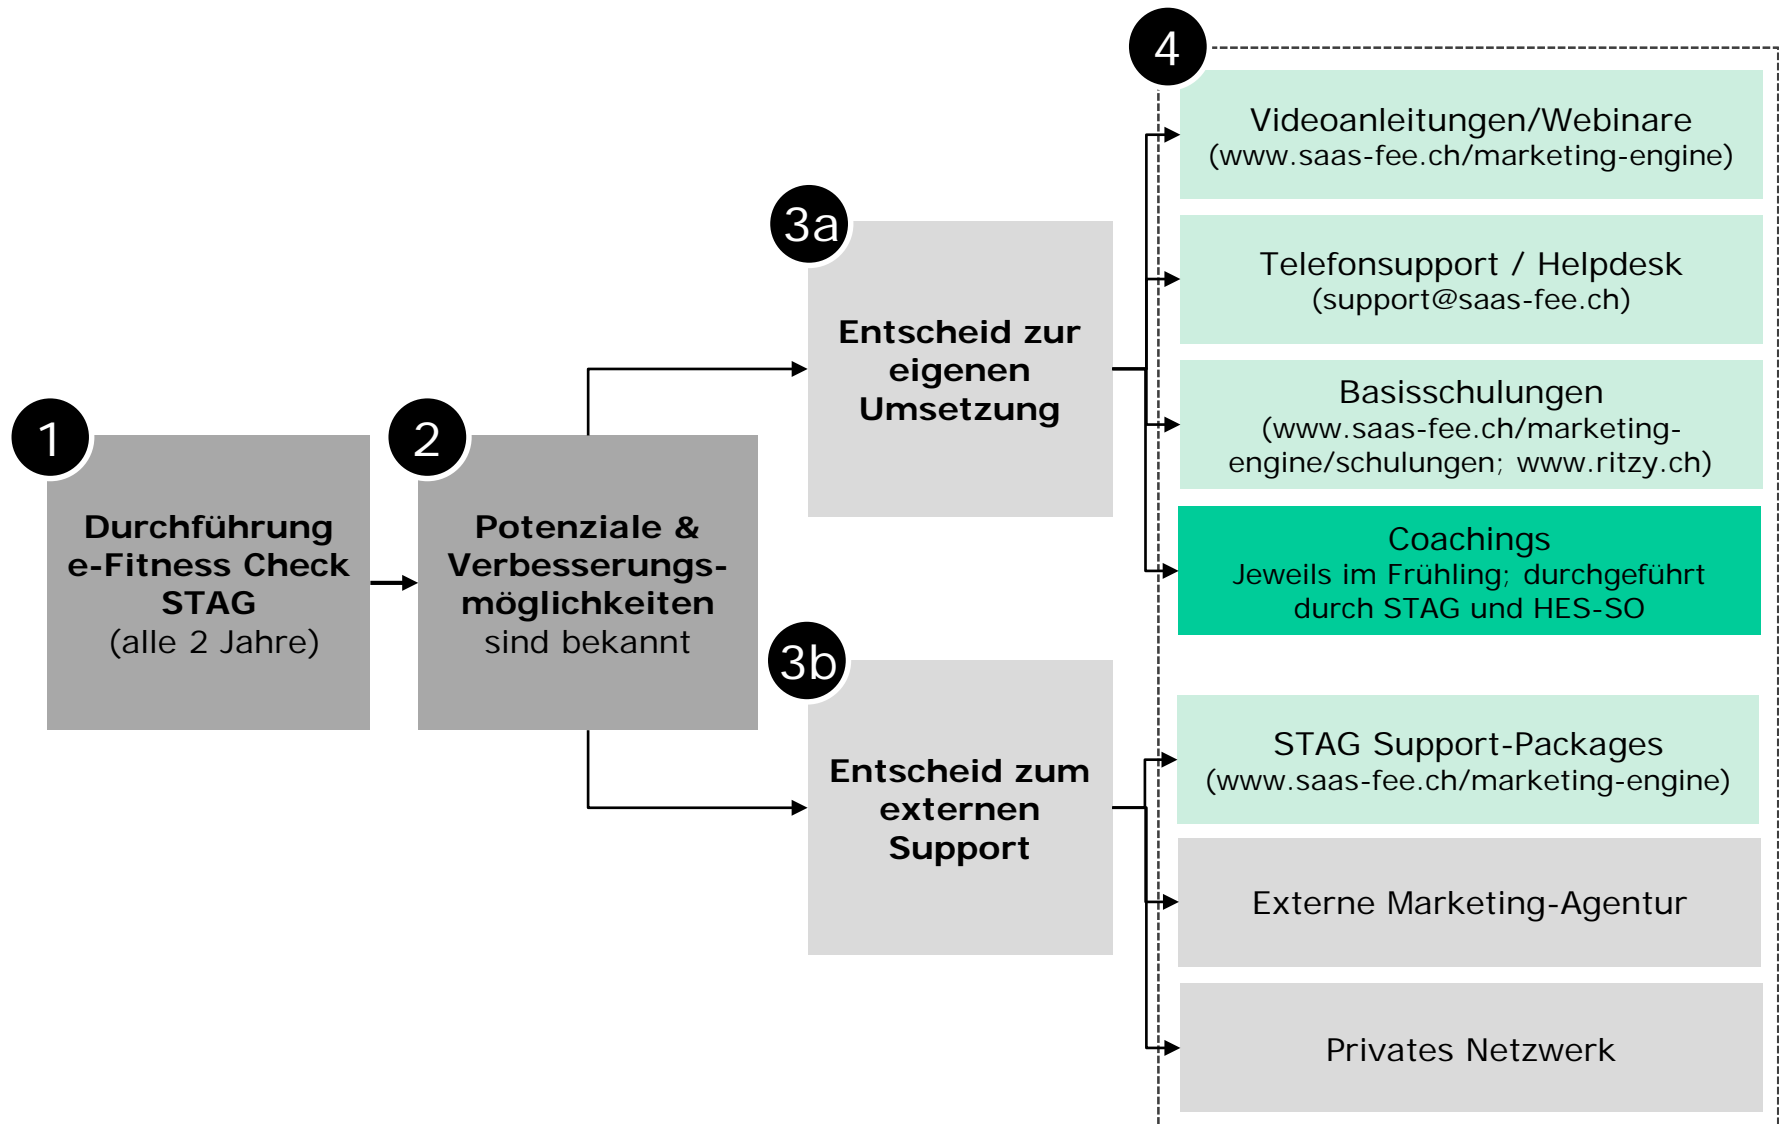 1
Durchführung
e-Fitness Check
STAG
(alle 2 Jahre)
2
Potenziale &
Verbesserungs-
möglichkeiten
sind bekannt
3a
Entscheid zur
eigenen
Umsetzung
3b
Entscheid zum
externen
Support
4
Videoanleitungen/Webinare
(www.saas-fee.ch/marketing-engine)
Telefonsupport / Helpdesk
(support@saas-fee.ch)
Basisschulungen
(www.saas-fee.ch/marketing-
engine/schulungen; www.ritzy.ch)
Coachings
Jeweils im Frühling; durchgeführt
durch STAG und HES-SO
STAG Support-Packages
(www.saas-fee.ch/marketing-engine)
Externe Marketing-Agentur
Privates Netzwerk